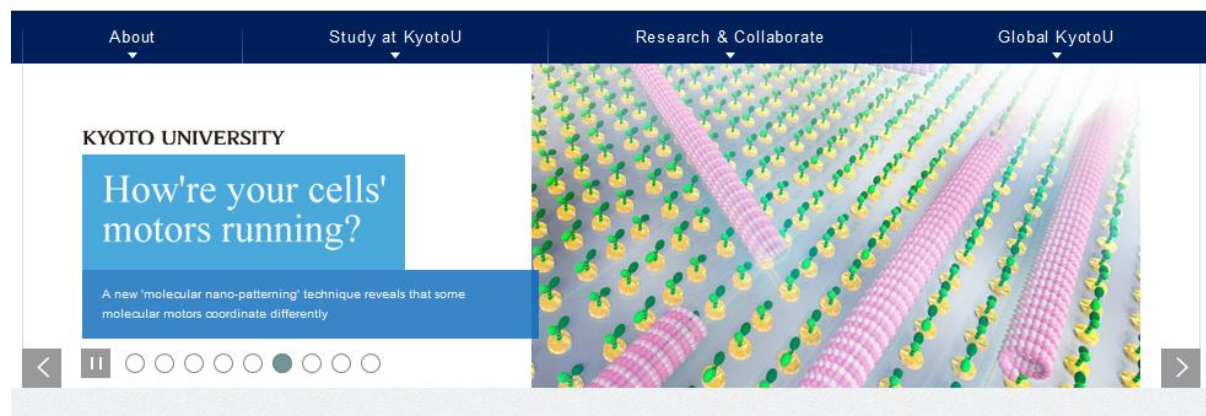 About
Study at KyotoU
Research & Collaborate
Global KyotoU
KYOTO UNIVERSITY
How're your cells'
motors running?
A new 'molecular nano-patterning' technique reveals that some
molecular motors coordinate differently